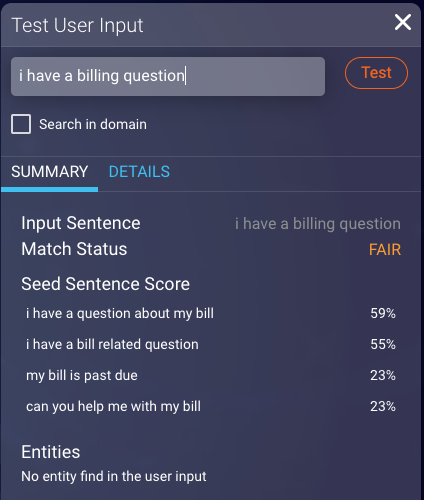 Test User Input
i have a billing question
Test
Search in domain
SUMMARY DETAILS
Input Sentence i have a billing question
Match Status FAIR
Seed Sentence Score
i have a question about my bill 59%
i have a bill related question 55%
my bill is past due 23%
can you help me with my bill 23%
Entities
No entity find in the user input